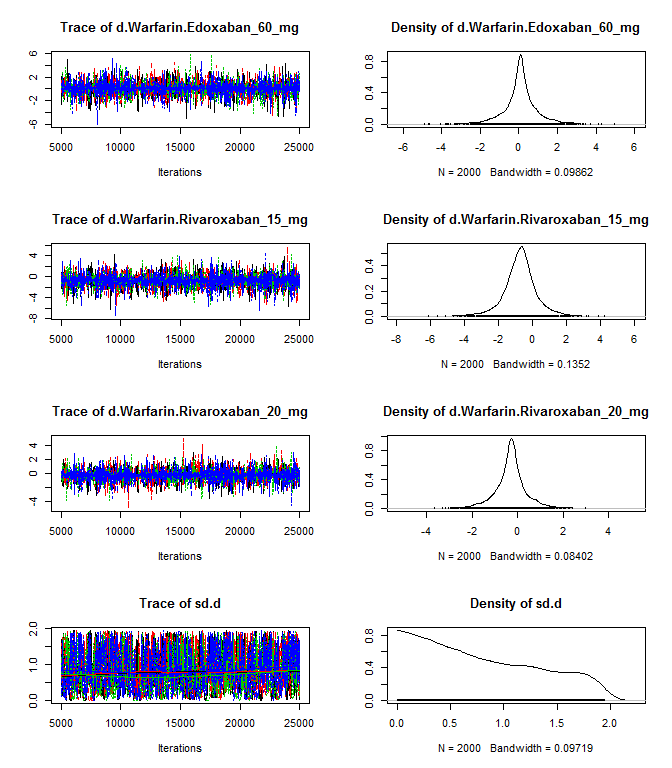 Trace of d.Warfarin.Edoxaban_60_mg
6
2
-2
-6
5000 10000 15000 20000 25000
Iterations
Density of d.Warfarin.Edoxaban_60_mg
0.8
0.4
0.0
-6 -4 -2 0 2 4 6
N = 2000 Bandwidth = 0.09862
Trace of d.Warfarin.Rivaroxaban_15_mg
4
0
-4
-8
5000 10000 15000 20000 25000
Iterations
Density of d.Warfarin.Rivaroxaban_15_mg
0.4
0.2
0.0
-8 -6 -4 -2 0 2 4 6
N = 2000 Bandwidth = 0.1352
Trace of d.Warfarin.Rivaroxaban_20_mg
4
2
0
-4
5000 10000 15000 20000 25000
Iterations
Density of d.Warfarin.Rivaroxaban_20_mg
0.8
0.4
0.0
-4 -2 0 2 4
N = 2000 Bandwidth = 0.08402
Trace of sd.d
2.0
1.0
0.0
5000 10000 15000 20000 25000
Iterations
Density of sd.d
0.8
0.4
0.0
0.0 0.5 1.0 1.5 2.0
N = 2000 Bandwidth = 0.09719